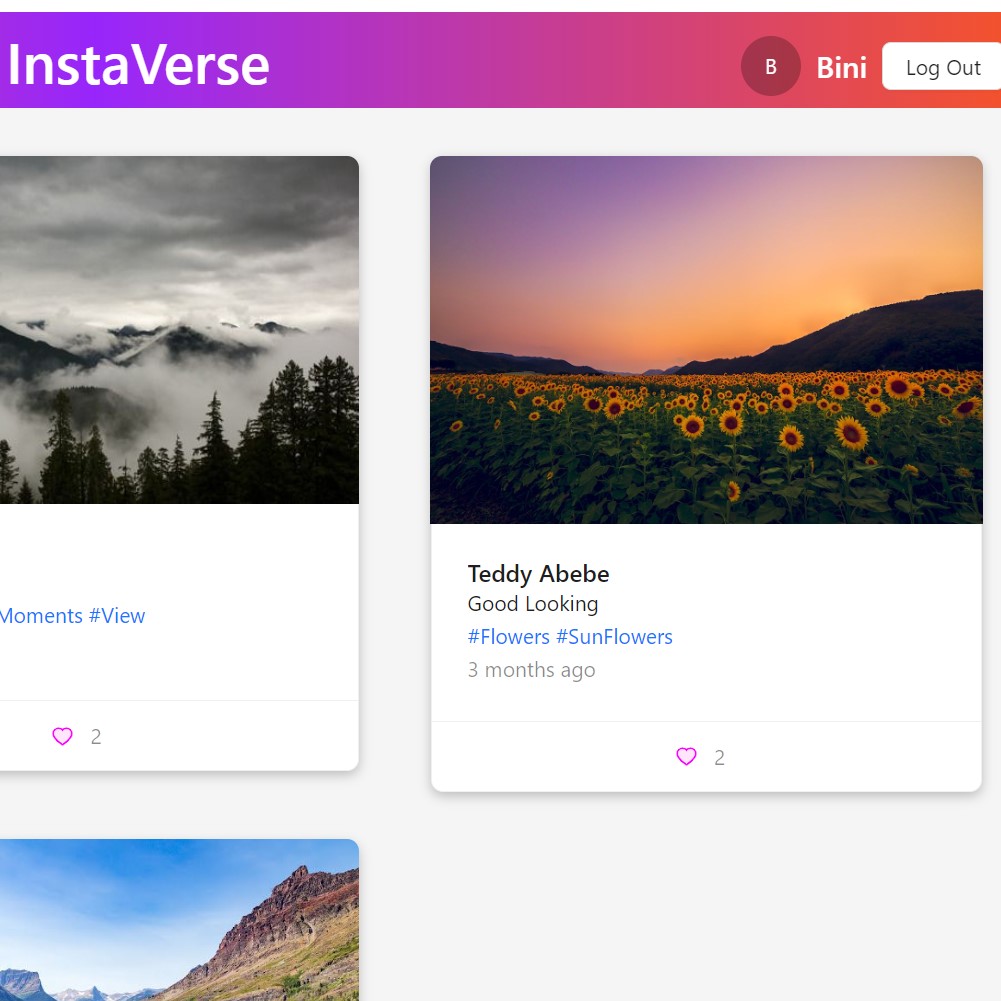 InstaVerse
B
Bini
Log Out
Moments #View
2
Teddy Abebe
Good Looking
#Flowers #SunFlowers
3 months ago
2